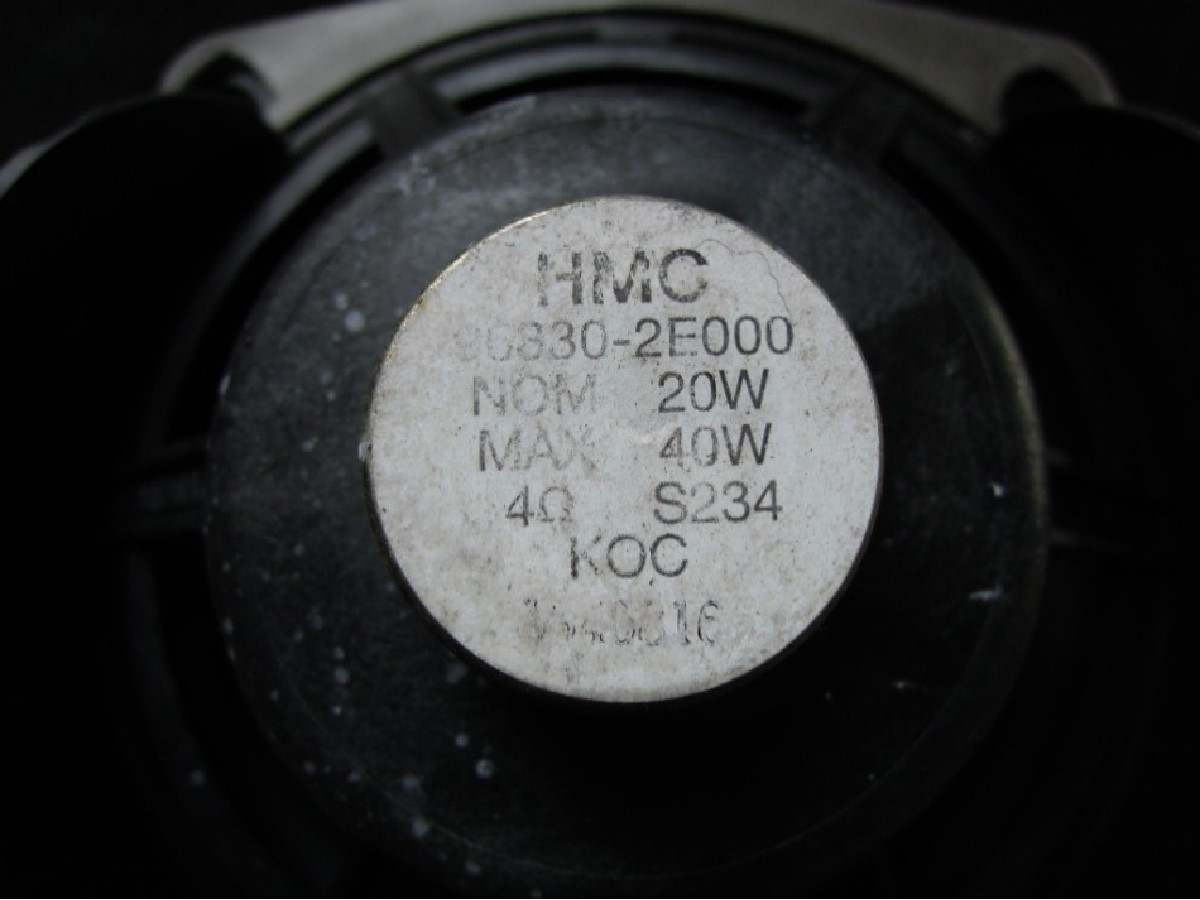 HMC
96330-2E000
NOM 20W
MAX 40W
4Ω S234
KOC